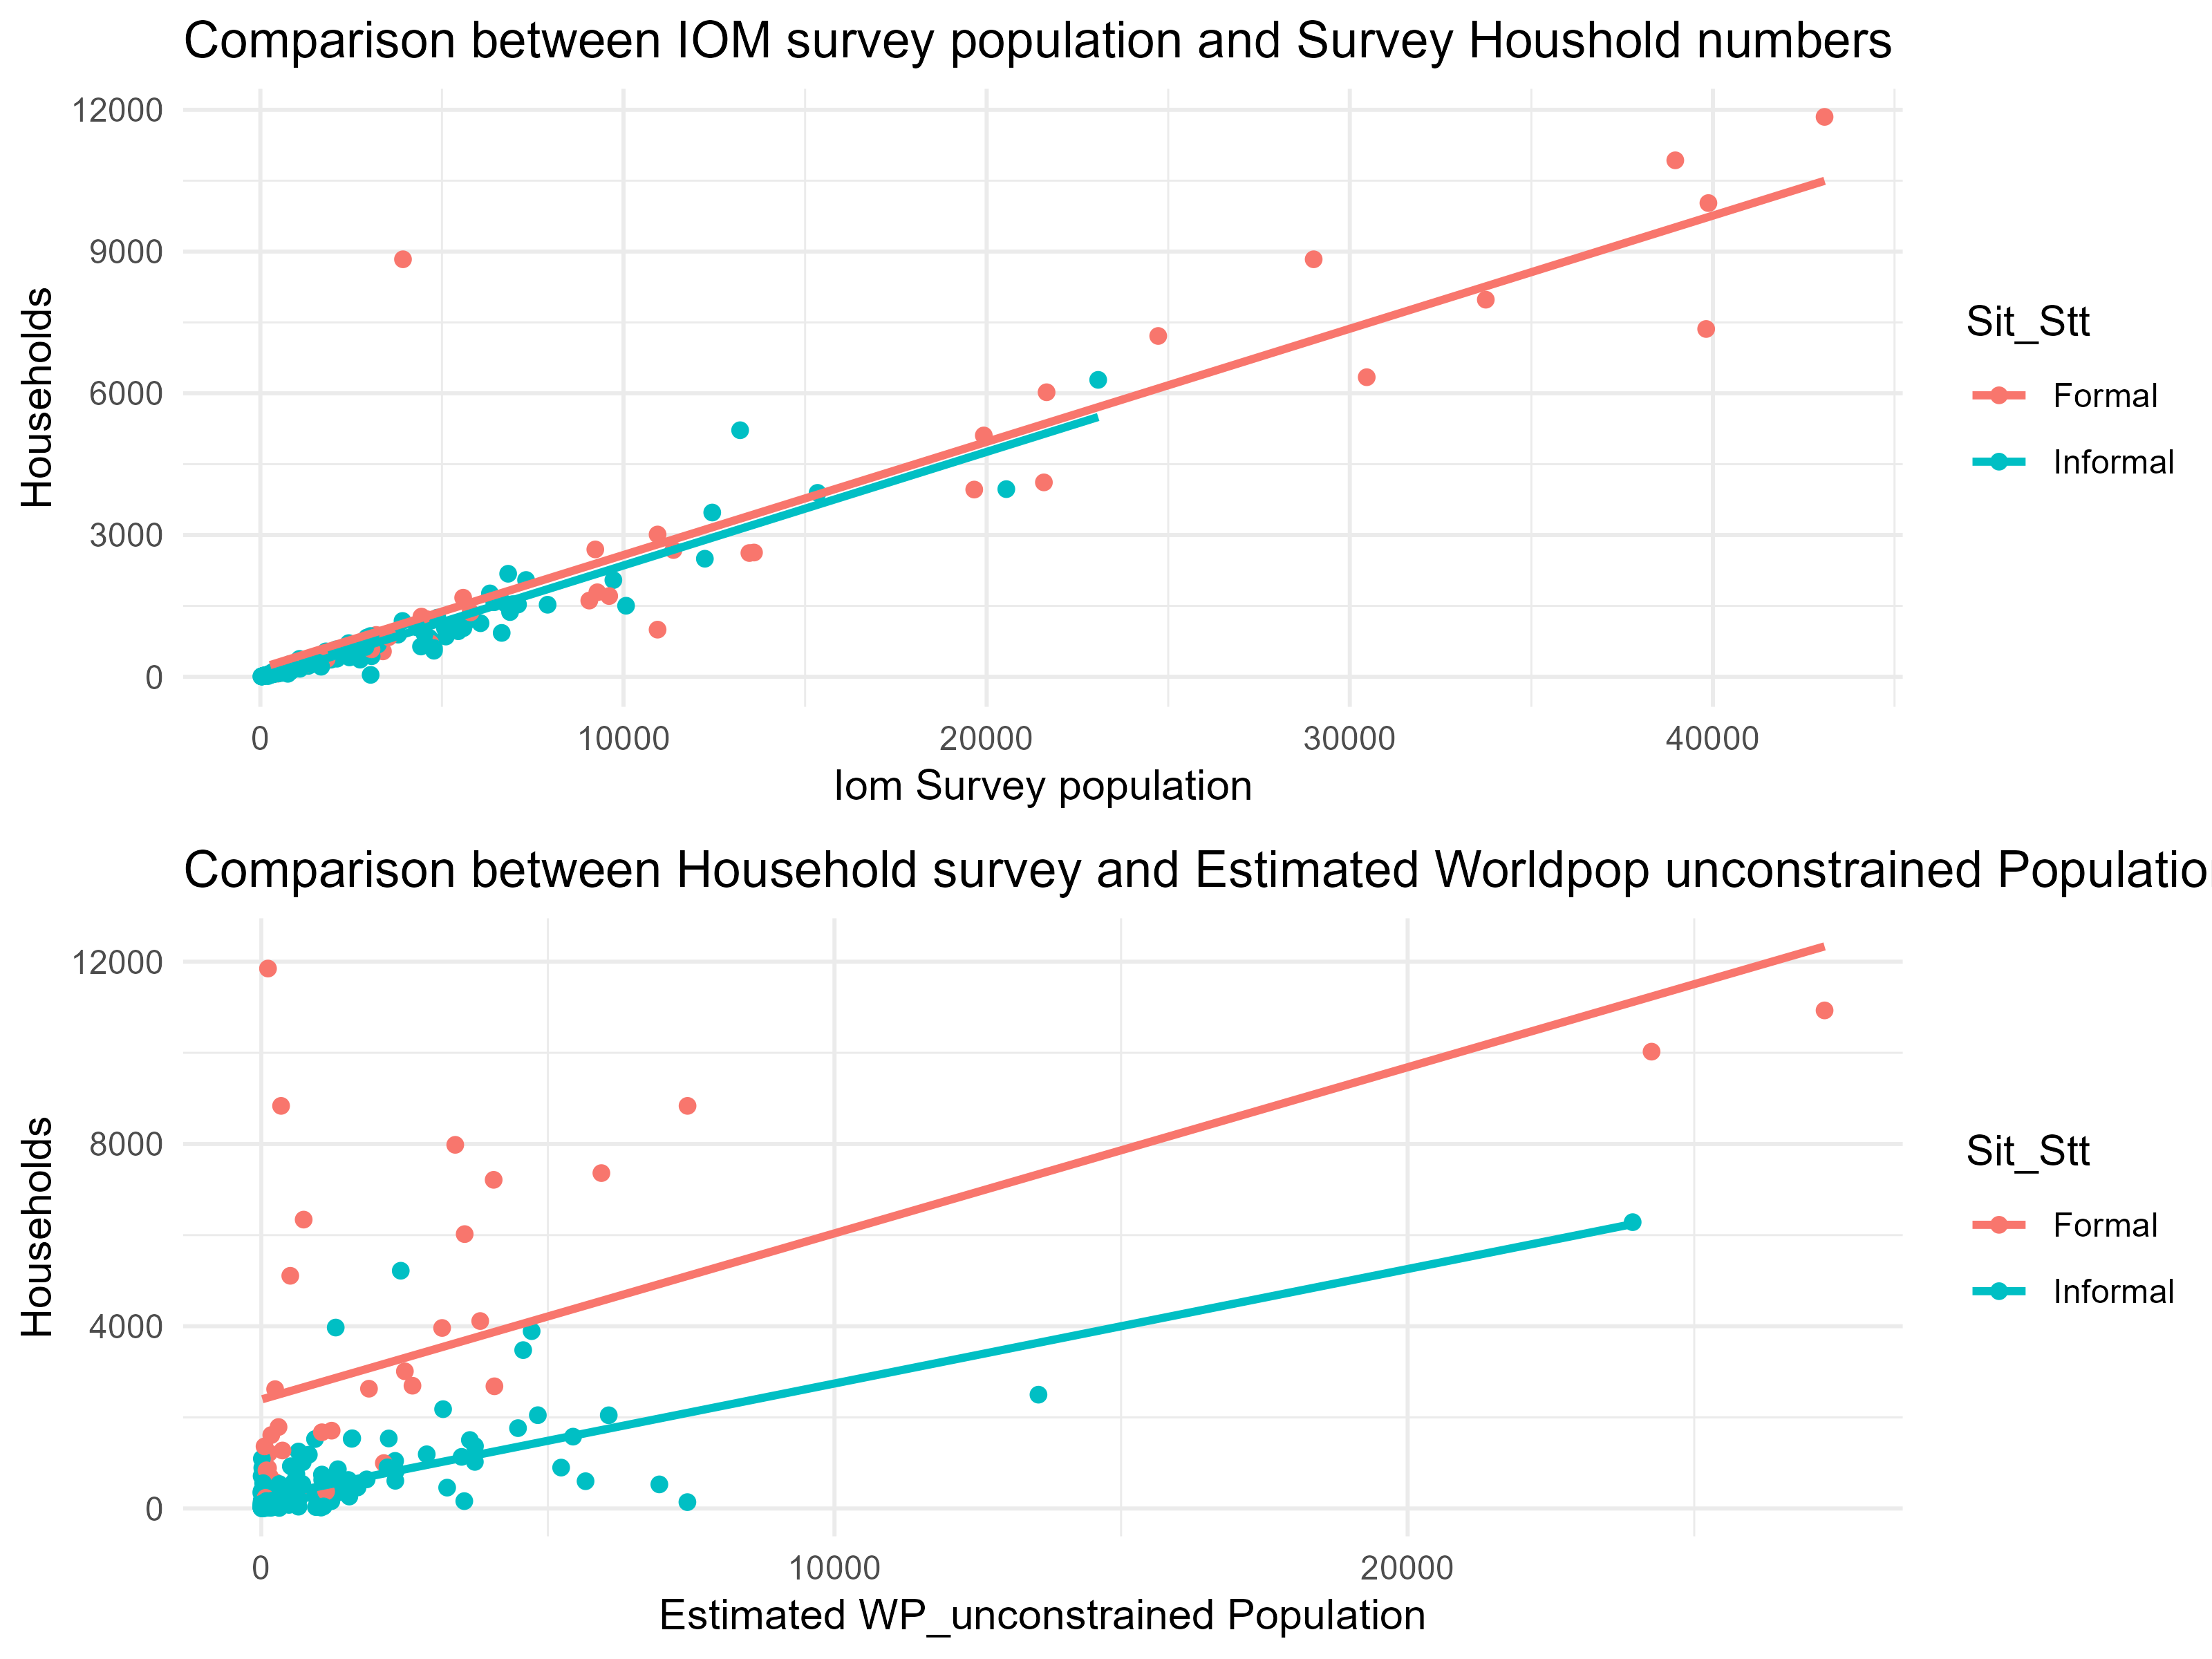 Comparison between IOM survey population and Survey Houshold numbers
12000
9000
6000
3000
0
Households
0 10000 20000 30000 40000
Iom Survey population
Sit_Stt
Formal
Informal
Comparison between Household survey and Estimated Worldpop unconstrained Populatio
12000
8000
4000
0
Households
0 10000 20000
Estimated WP_unconstrained Population
Sit_Stt
Formal
Informal